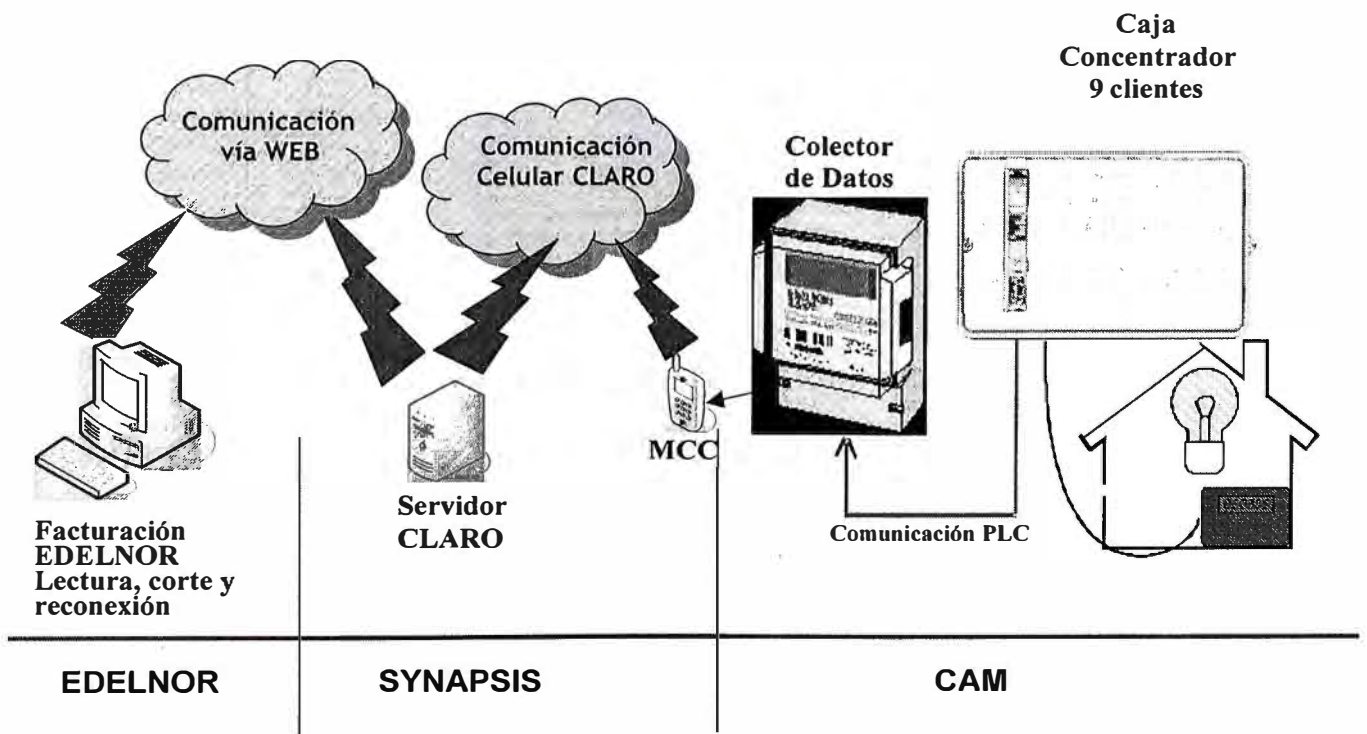 Caja
Concentrador
9 clientes
Comunicación
vía WEB
Comunicación
Celular CLARO
Colector
de Datos
MCC
Servidor
CLARO
Comunicación PLC
Facturación
EDELNOR
Lectura, corte y
reconexión
EDELNOR
SYNAPSIS
CAM